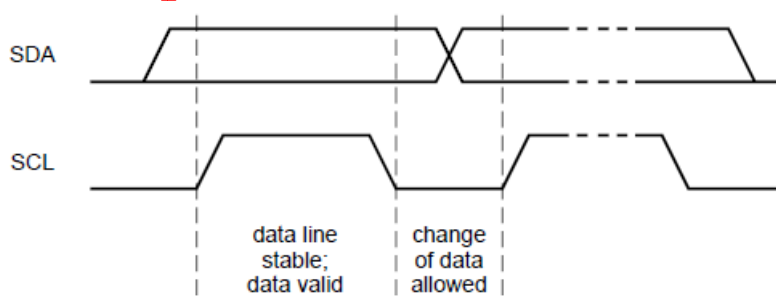 SDA
SCL
data line
stable;
data valid
change
of data
allowed